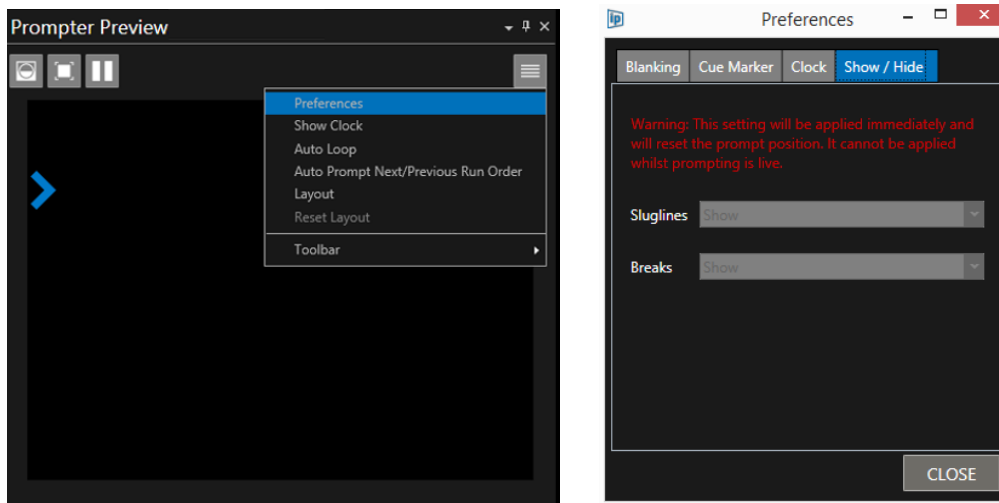 Prompter Preview
Preferences
Show Clock
Auto Loop
Auto Prompt Next/Previous Run Order
Layout
Reset Layout
Toolbar
ip
Preferences
Blanking Cue Marker Clock Show / Hide
Warning: This setting will be applied immediately and
will reset the prompt position. It cannot be applied
whilst prompting is live.
Sluglines Show
Breaks Show
CLOSE